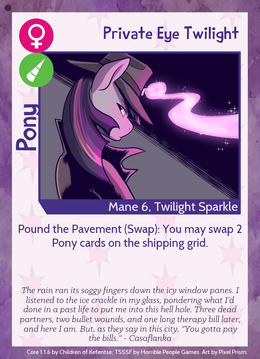 Private Eye Twilight
Pony
Mane 6, Twilight Sparkle
Pound the Pavement (Swap): You may swap 2
Pony cards on the shipping grid.
The rain ran its soggy fingers down the icy window panes. I
listened to the ice crackle in my glass, pondering what I'd
done in a past life to put me into this hell hole. Three dead
partners, two bullet wounds, and one long therapy bill later,
and here I am. But, as they say in this city, "You gotta pay
the bills." - Casaflanka
Core 1.1.6 by Children of Kefentse; TSSSF by Horrible People Games. Art by Pixel Prism.